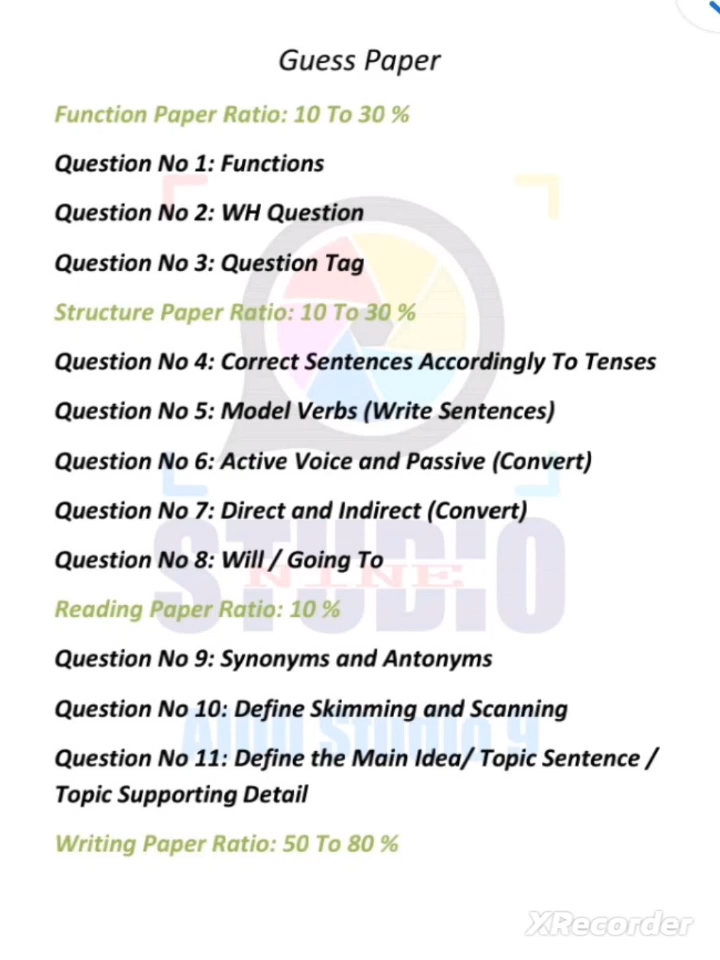 Guess Paper
Function Paper Ratio: 10 To 30 %
Question No 1: Functions
Question No 2: WH Question
Question No 3: Question Tag
Structure Paper Ratio: 10 To 30 %
Question No 4: Correct Sentences Accordingly To Tenses
Question No 5: Model Verbs (Write Sentences)
Question No 6: Active Voice and Passive (Convert)
Question No 7: Direct and Indirect (Convert)
Question No 8: Will / Going To
STUDIO
NINE
Reading Paper Ratio: 10 %
Question No 9: Synonyms and Antonyms
Question No 10: Define Skimming and Scanning
Studio 9
Question No 11: Define the Main Idea/ Topic Sentence /
Topic Supporting Detail
Writing Paper Ratio: 50 To 80 %
XRecorder